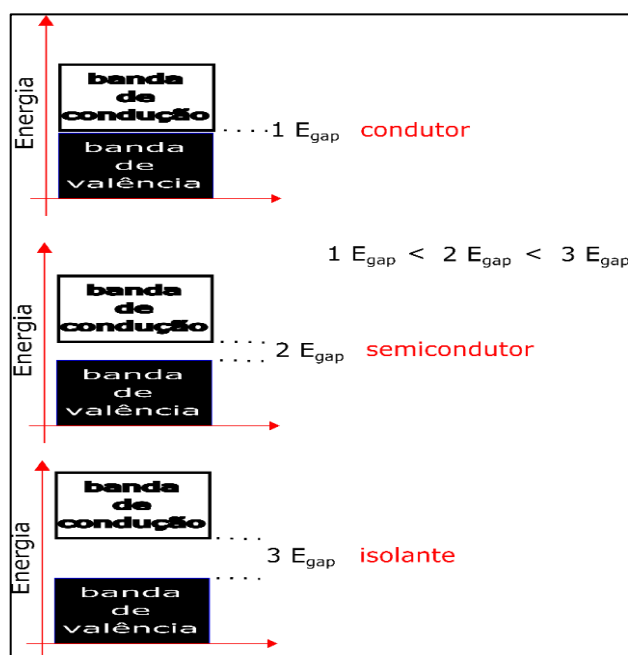 Energia
banda
de
condução
1 Egap condutor
banda
de
valência
1 Egap < 2 Egap < 3 Egap
Energia
banda
de
condução
2 Egap semicondutor
banda
de
valência
Energia
banda
de
condução
3 Egap isolante
banda
de
valência